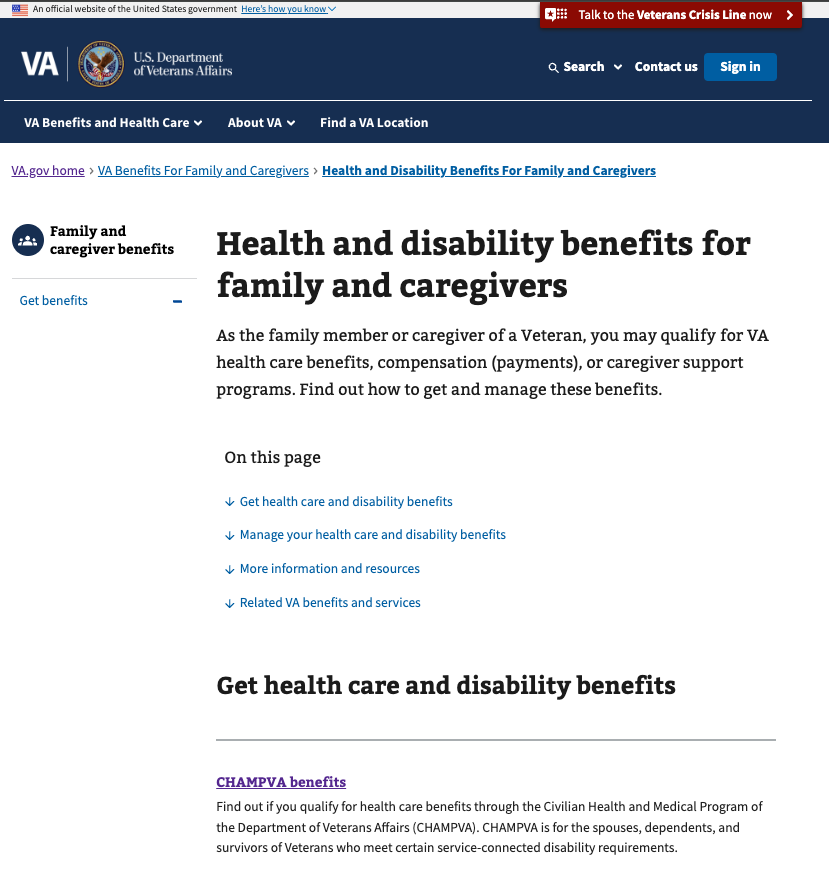 An official website of the United States government Here's how you know
Talk to the Veterans Crisis Line now
VA
U.S. Department
of Veterans Affairs
Search
Contact us
Sign in
VA Benefits and Health Care
About VA
Find a VA Location
VA.gov home › VA Benefits For Family and Caregivers › Health and Disability Benefits For Family and Caregivers
Family and
caregiver benefits
Get benefits
Health and disability benefits for
family and caregivers
As the family member or caregiver of a Veteran, you may qualify for VA
health care benefits, compensation (payments), or caregiver support
programs. Find out how to get and manage these benefits.
On this page
Get health care and disability benefits
Manage your health care and disability benefits
More information and resources
Related VA benefits and services
Get health care and disability benefits
CHAMPVA benefits
Find out if you qualify for health care benefits through the Civilian Health and Medical Program of
the Department of Veterans Affairs (CHAMPVA). CHAMPVA is for the spouses, dependents, and
survivors of Veterans who meet certain service-connected disability requirements.